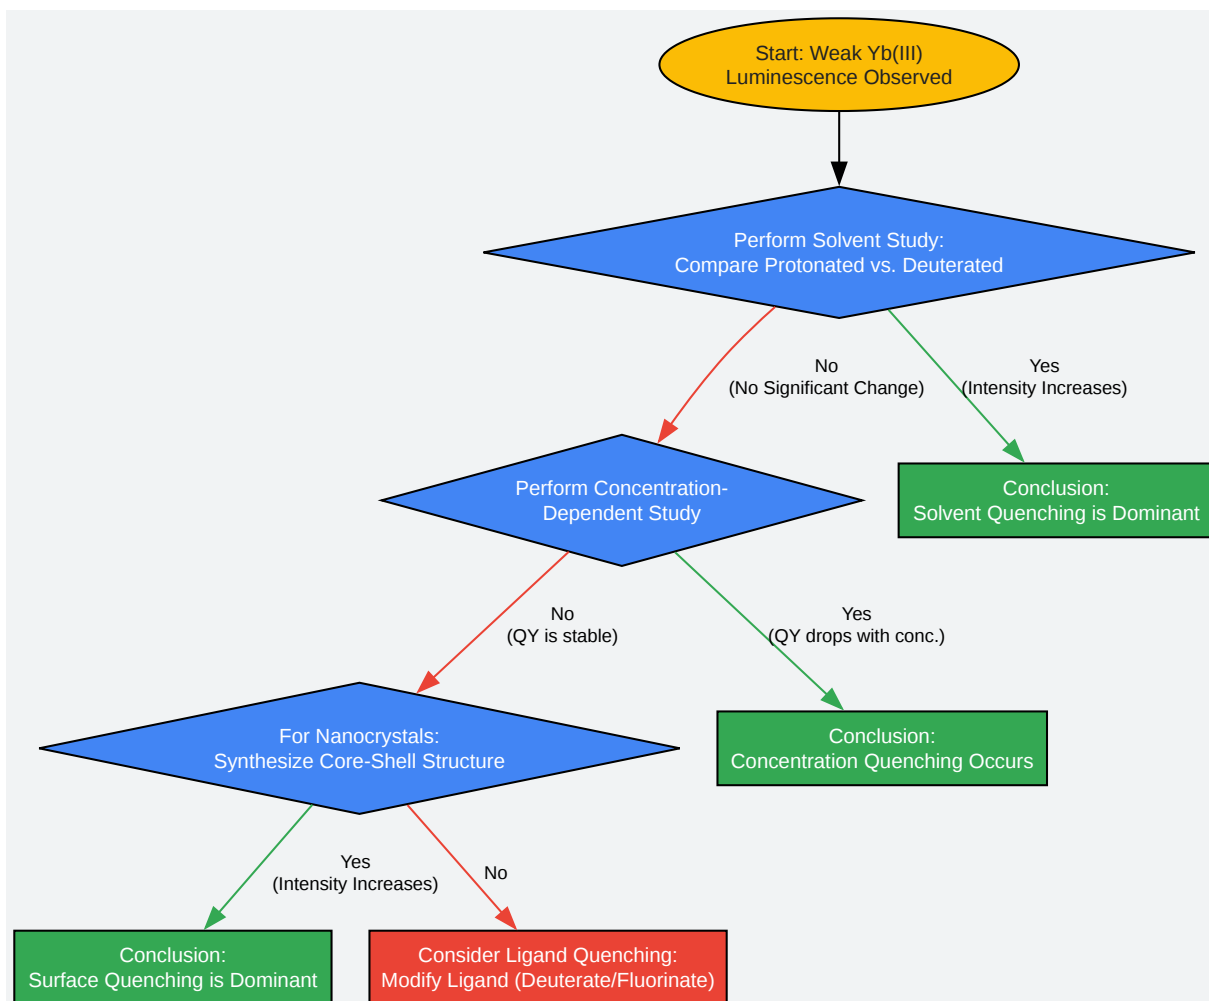 Start: Weak Yb(III)
Luminescence Observed
Perform Solvent Study:
Compare Protonated vs. Deuterated
No
(No Significant Change)
Yes
(Intensity Increases)
Perform Concentration-
Dependent Study
Conclusion:
Solvent Quenching is Dominant
No
(QY is stable)
Yes
(QY drops with conc.)
For Nanocrystals:
Synthesize Core-Shell Structure
Conclusion:
Concentration Quenching Occurs
Yes
(Intensity Increases)
No
Conclusion:
Surface Quenching is Dominant
Consider Ligand Quenching:
Modify Ligand (Deuterate/Fluorinate)